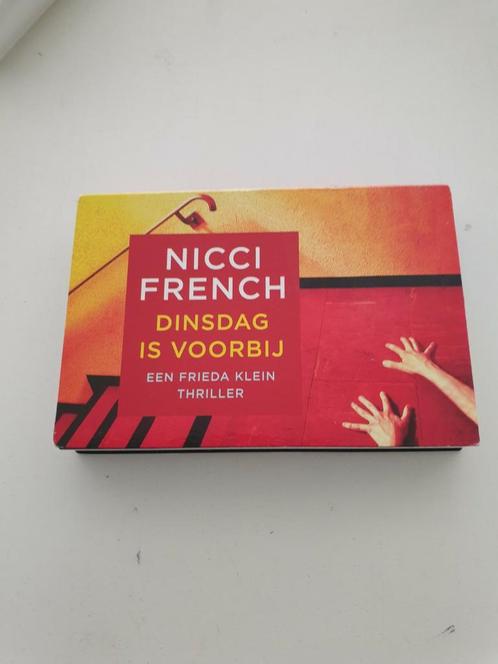 NICCI
FRENCH
DINSDAG
IS VOORBIJ
EEN FRIEDA KLEIN
THRILLER